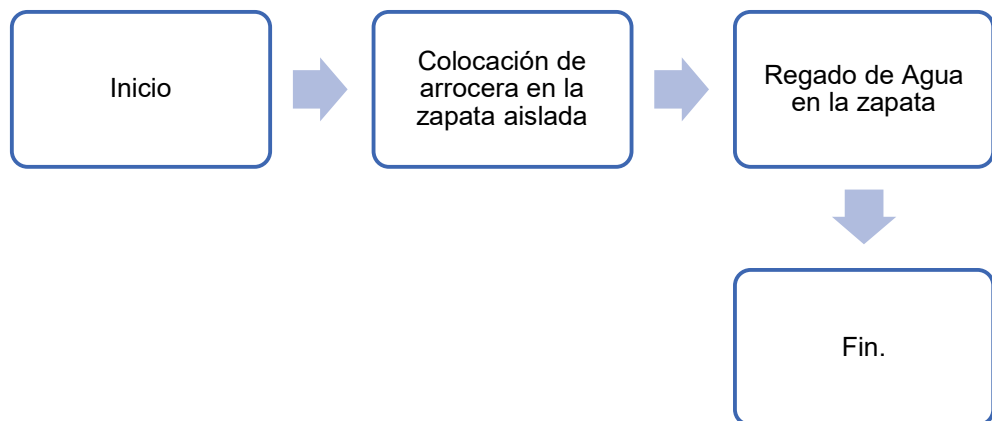 Inicio
Colocación de
arrocera en la
zapata aislada
Regado de Agua
en la zapata
Fin.